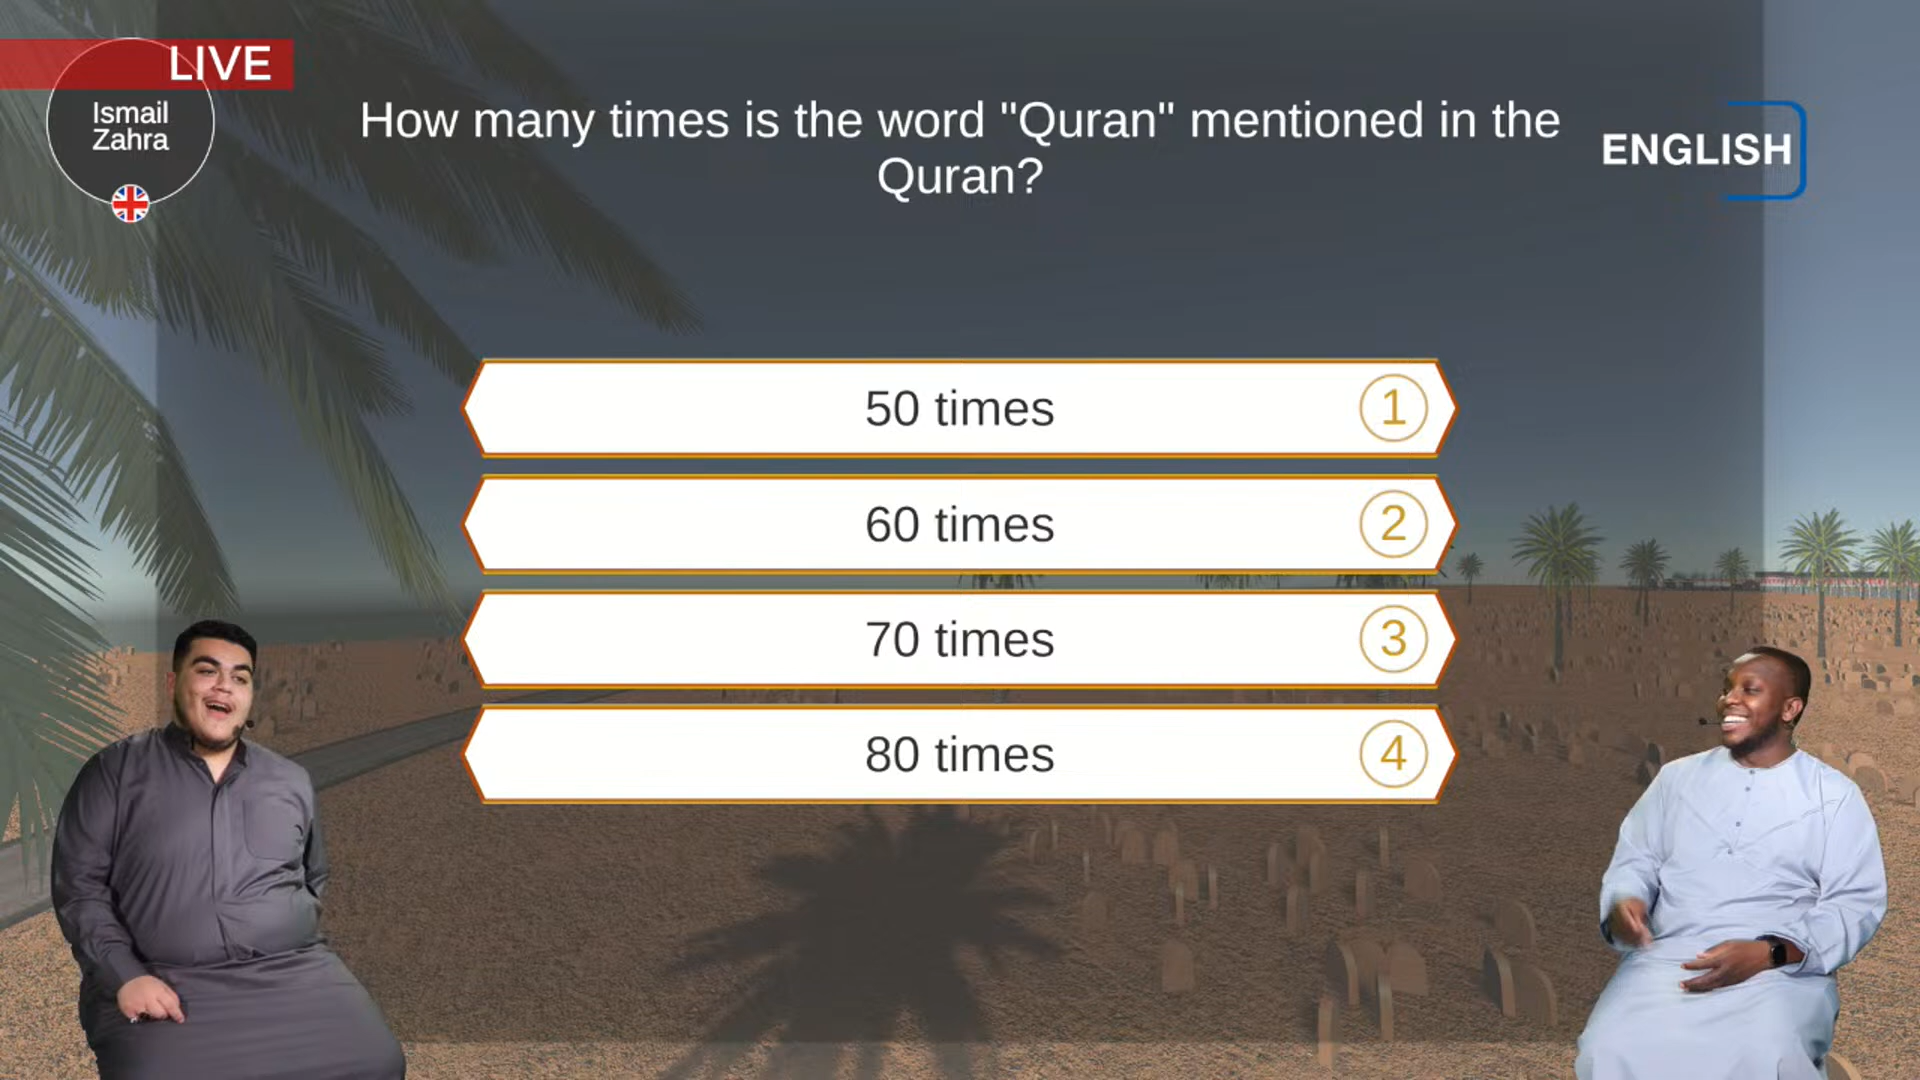 LIVE
Ismail
Zahra
How many times is the word "Quran" mentioned in the
Quran?
ENGLISH
50 times 1
60 times 2
70 times 3
80 times 4